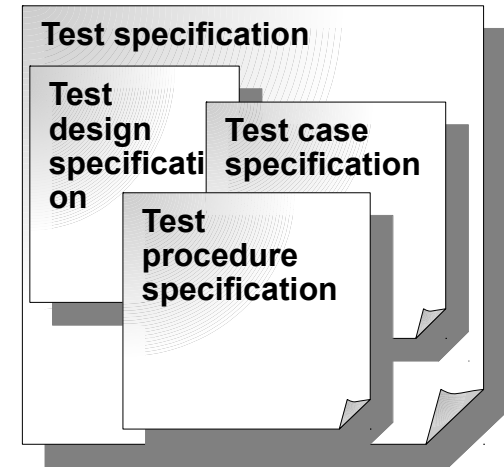 Test specification
Test
design
specificati
on
Test case
specification
Test
procedure
specification